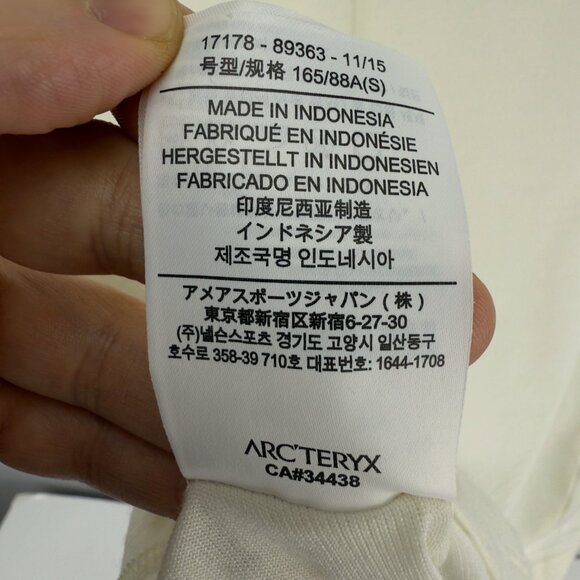 17178 - 89363 - 11/15
号型/规格 165/88A(S)
MADE IN INDONESIA
FABRIQUÉ EN INDONÉSIE
HERGESTELLT IN INDONESIEN
FABRICADO EN INDONESIA
印度尼西亚制造
インドネシア製
제조국명 인도네시아
アメアスポーツジャパン ( 株 )
東京都新宿区新宿6-27-30
(주)넬슨스포츠 경기도 고양시 일산동구
호수로 358-39 710호 대표번호: 1644-1708
ARC'TERYX
CA#34438